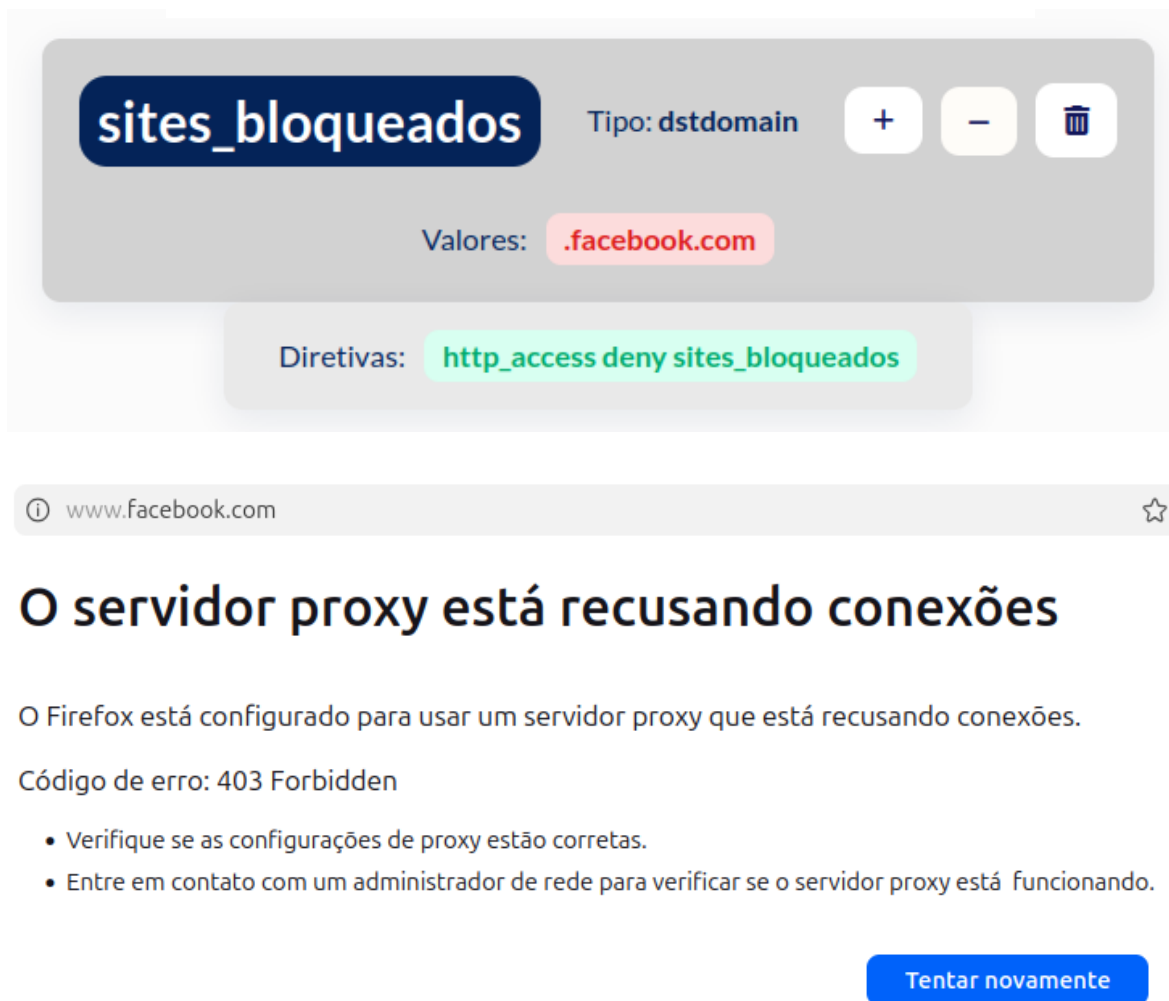 sites_bloqueados Tipo: dstdomain + −
Valores: .facebook.com
Diretivas: http_access deny sites_bloqueados
www.facebook.com
O servidor proxy está recusando conexões
O Firefox está configurado para usar um servidor proxy que está recusando conexões.
Código de erro: 403 Forbidden
• Verifique se as configurações de proxy estão corretas.
• Entre em contato com um administrador de rede para verificar se o servidor proxy está funcionando.
Tentar novamente